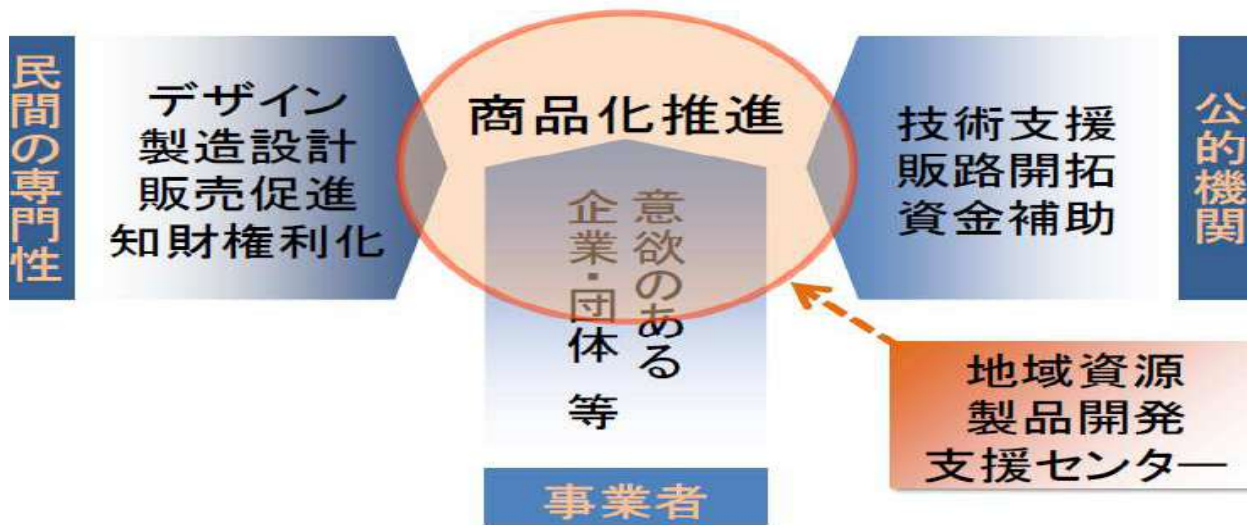 民間の専門性
デザイン
製造設計
販売促進
知財権利化
商品化推進
意欲のある
企業・団体 等
事業者
技術支援
販路開拓
資金補助
公的機関
地域資源
製品開発
支援センター